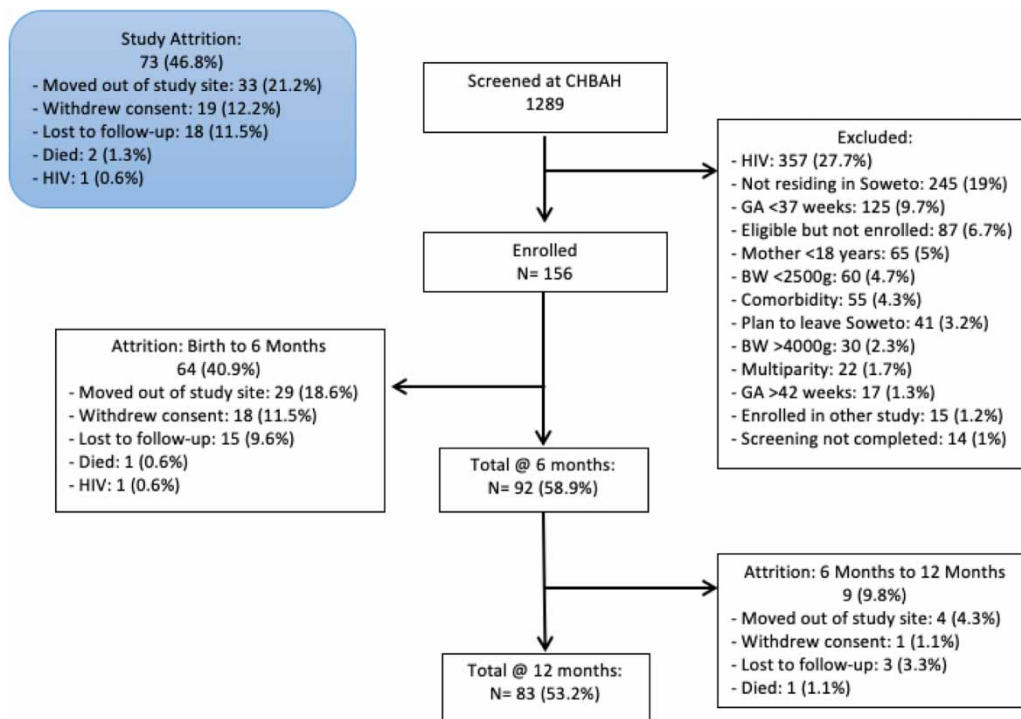 Study Attrition:
73 (46.8%)
- Moved out of study site: 33 (21.2%)
- Withdrew consent: 19 (12.2%)
- Lost to follow-up: 18 (11.5%)
- Died: 2 (1.3%)
- HIV: 1 (0.6%)
Screened at CHBAH
1289
Excluded:
- HIV: 357 (27.7%)
- Not residing in Soweto: 245 (19%)
- GA <37 weeks: 125 (9.7%)
- Eligible but not enrolled: 87 (6.7%)
- Mother <18 years: 65 (5%)
- BW <2500g: 60 (4.7%)
- Comorbidity: 55 (4.3%)
- Plan to leave Soweto: 41 (3.2%)
- BW >4000g: 30 (2.3%)
- Multiparity: 22 (1.7%)
- GA >42 weeks: 17 (1.3%)
- Enrolled in other study: 15 (1.2%)
- Screening not completed: 14 (1%)
Enrolled
N= 156
Attrition: Birth to 6 Months
64 (40.9%)
- Moved out of study site: 29 (18.6%)
- Withdrew consent: 18 (11.5%)
- Lost to follow-up: 15 (9.6%)
- Died: 1 (0.6%)
- HIV: 1 (0.6%)
Total @ 6 months:
N= 92 (58.9%)
Attrition: 6 Months to 12 Months
9 (9.8%)
- Moved out of study site: 4 (4.3%)
- Withdrew consent: 1 (1.1%)
- Lost to follow-up: 3 (3.3%)
- Died: 1 (1.1%)
Total @ 12 months:
N= 83 (53.2%)